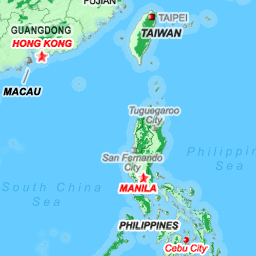 FUJIAN
GUANGDONG
HONG KONG
MACAU
TAIPEI
TAIWAN
Tuguegaroo
City
San Fernando
City
MANILA
Philippine
Sea
South China
Sea
PHILIPPINES
Cebu City